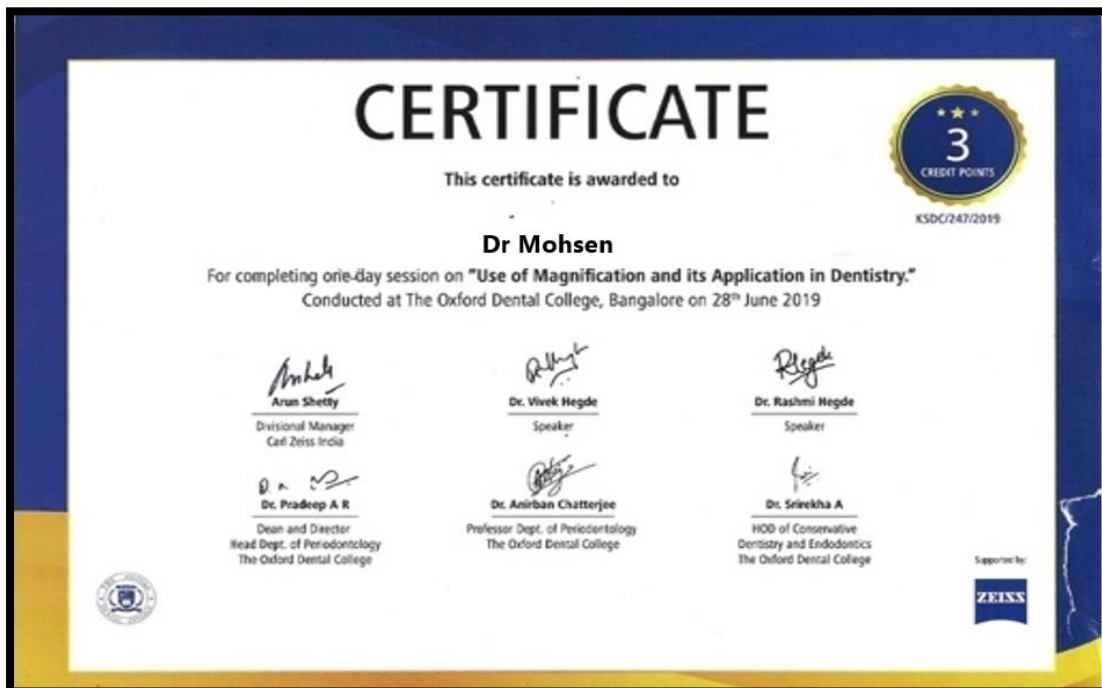 CERTIFICATE
This certificate is awarded to
3
CREDIT POINTS
KSDC/247/2019
Dr Mohsen
For completing one-day session on "Use of Magnification and its Application in Dentistry."
Conducted at The Oxford Dental College, Bangalore on 28th June 2019
Arun Shetty
Divisional Manager
Carl Zeiss India
Dr. Vivek Hegde
Speaker
Dr. Rashmi Hegde
Speaker
Dr. Pradeep A R
Dean and Director
Head Dept. of Periodontology
The Oxford Dental College
Dr. Anirban Chatterjee
Professor Dept. of Periodontology
The Oxford Dental College
Dr. Srirekha A
HOD of Conservative
Dentistry and Endodontics
The Oxford Dental College
Supported by:
ZEISS